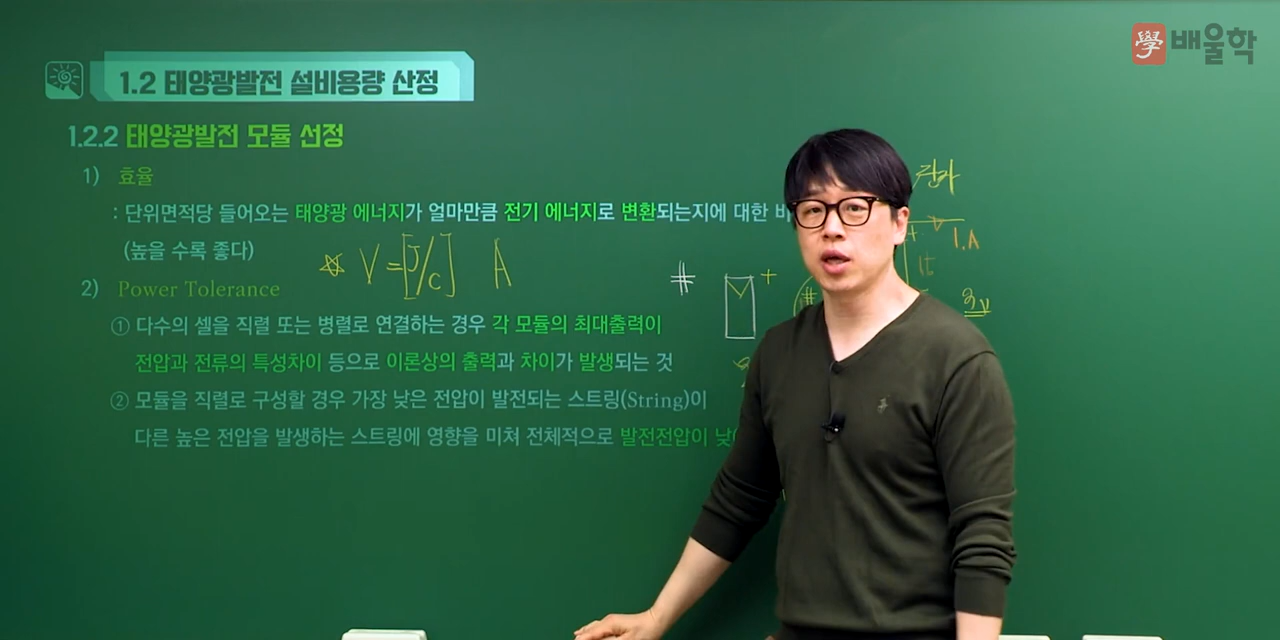 學 배울학
1.2 태양광발전 설비용량 산정
1.2.2 태양광발전 모듈 선정
1) 효율
: 단위면적당 들어오는 태양광 에너지가 얼마만큼 전기 에너지로 변환되는지에 대한
(높을 수록 좋다)
V = [J/C] A
2) Power Tolerance
① 다수의 셀을 직렬 또는 병렬로 연결하는 경우 각 모듈의 최대출력이
전압과 전류의 특성차이 등으로 이론상의 출력과 차이가 발생되는 것
② 모듈을 직렬로 구성할 경우 가장 낮은 전압이 발전되는 스트링(String)이
다른 높은 전압을 발생하는 스트링에 영향을 미쳐 전체적으로 발전전압이
# +
1.A